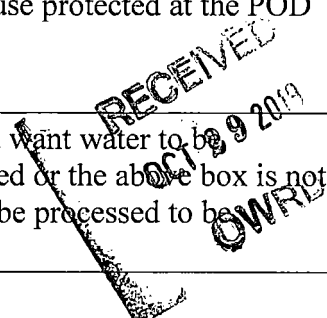 use protected at the POD
RECEIVED
OCT 29 2019
OWRD
want water to be
ed or the above box is not
be processed to be